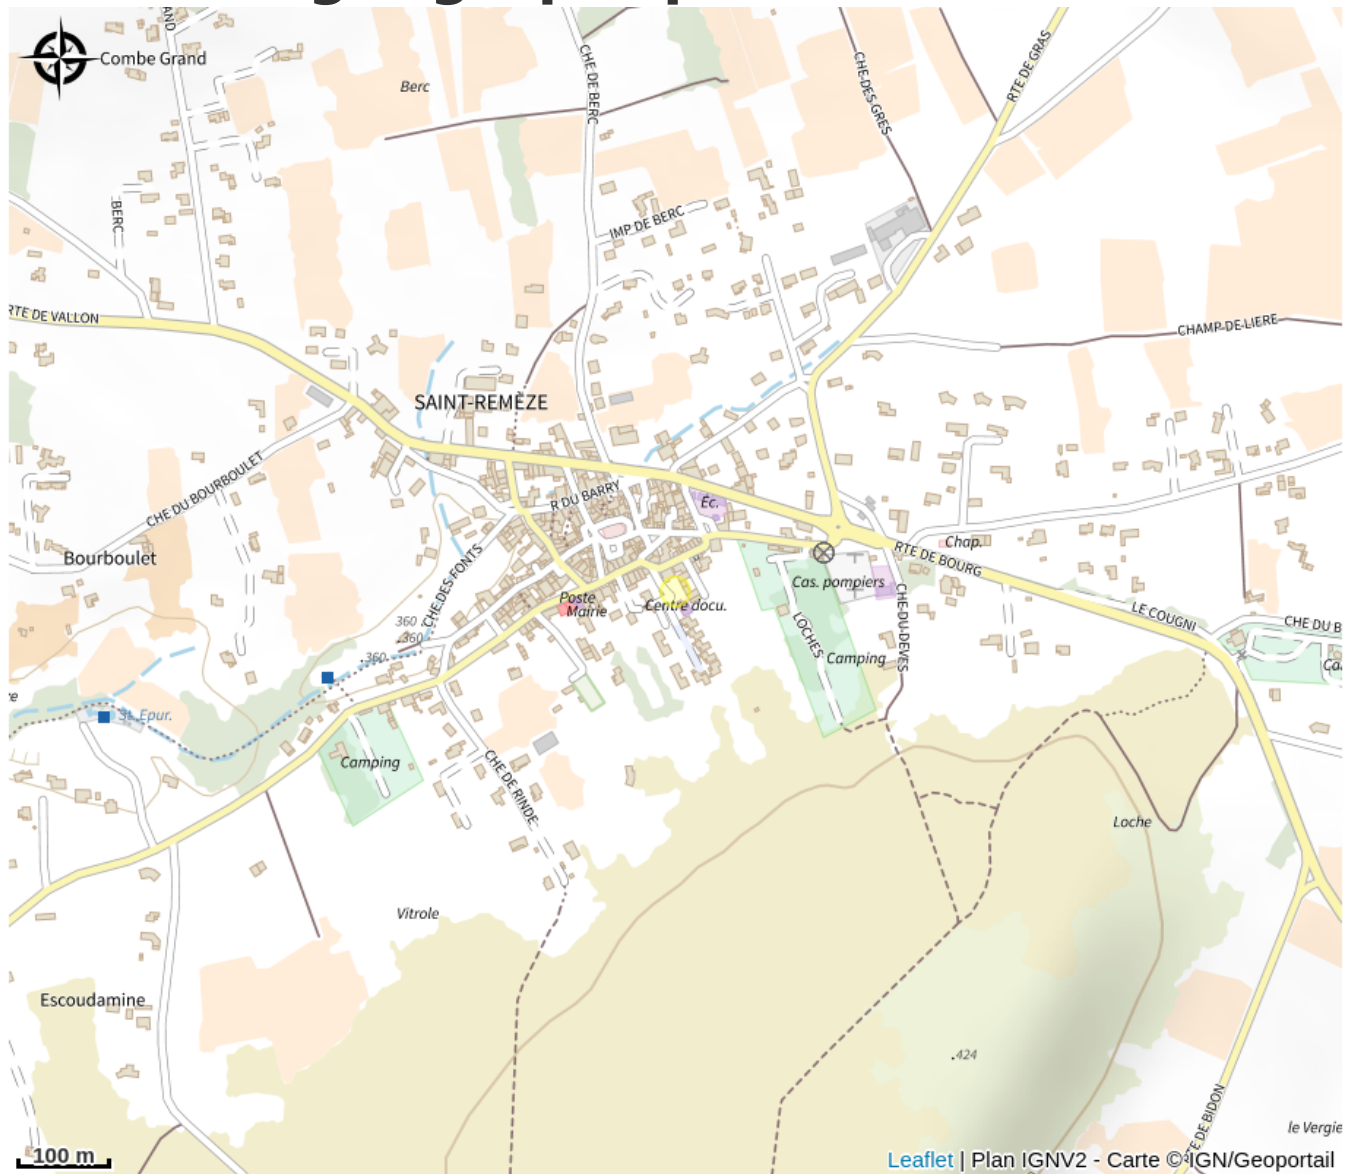 Combe Grand
Berc
CHE DE BERC
CHE DES GRES
RTE DE GRAS
BERC
IMP DE BERC
RTE DE VALLON
CHAMP DE LIERE
SAINT-REMÈZE
CHE DU BOURBOULET
R DU BARRY
Éc.
Bourboulet
CHE DES FONTS
Chap.
RTE DE BOURG
Cas. pompiers
Poste
Mairie
Centre docu.
CHE DU DEVES
LE COUGNI
CHE DU B
360
.360
.360
LOCHES
Camping
Ca
St. Epur.
Camping
CHE DE RINDE
Loche
Vitrole
Escoudamine
.424
TE DE BIDON
le Vergie
100 m
Leaflet | Plan IGNV2 - Carte © IGN/Geoportail